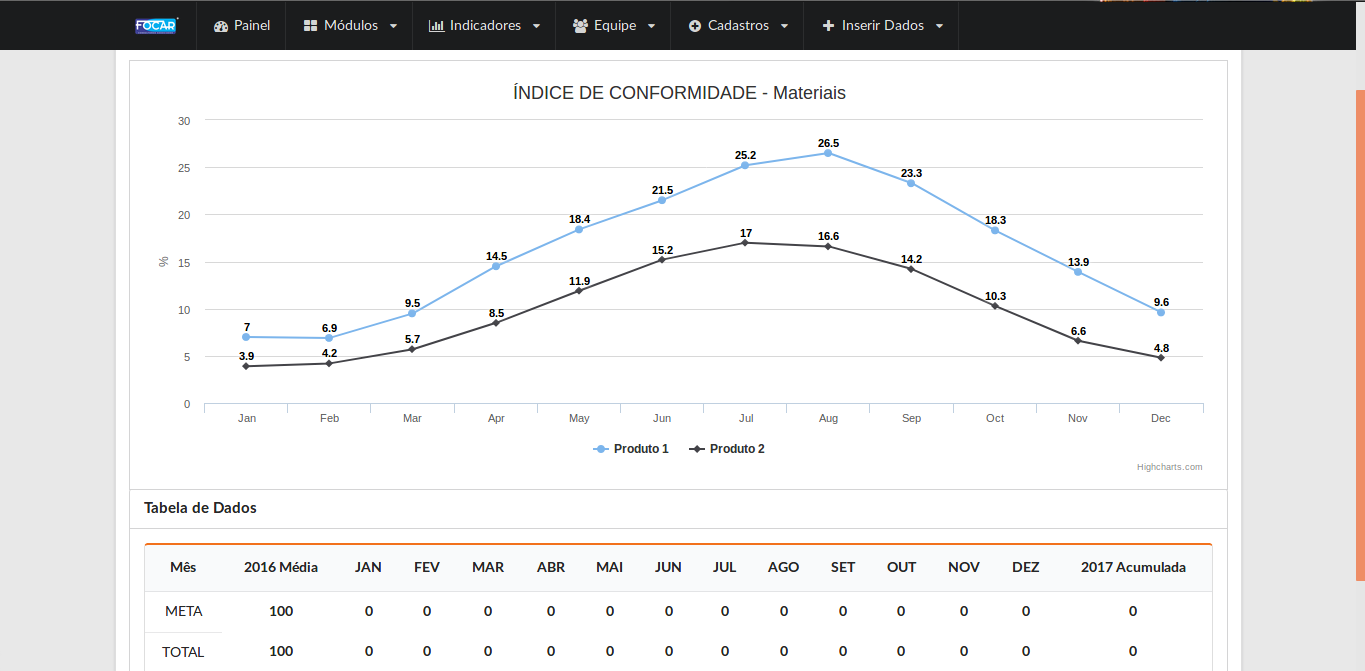 FOCAR Painel Módulos Indicadores Equipe Cadastros Inserir Dados
ÍNDICE DE CONFORMIDADE - Materiais
30
25
20
15
10
5
0
%
7 6.9 9.5 14.5 18.4 21.5 25.2 26.5 23.3 18.3 13.9 9.6
3.9 4.2 5.7 8.5 11.9 15.2 17 16.6 14.2 10.3 6.6 4.8
Jan Feb Mar Apr May Jun Jul Aug Sep Oct Nov Dec
Produto 1 Produto 2
Highcharts.com
Tabela de Dados
Mês 2016 Média JAN FEV MAR ABR MAI JUN JUL AGO SET OUT NOV DEZ 2017 Acumulada
META 100 0 0 0 0 0 0 0 0 0 0 0 0 0
TOTAL 100 0 0 0 0 0 0 0 0 0 0 0 0 0